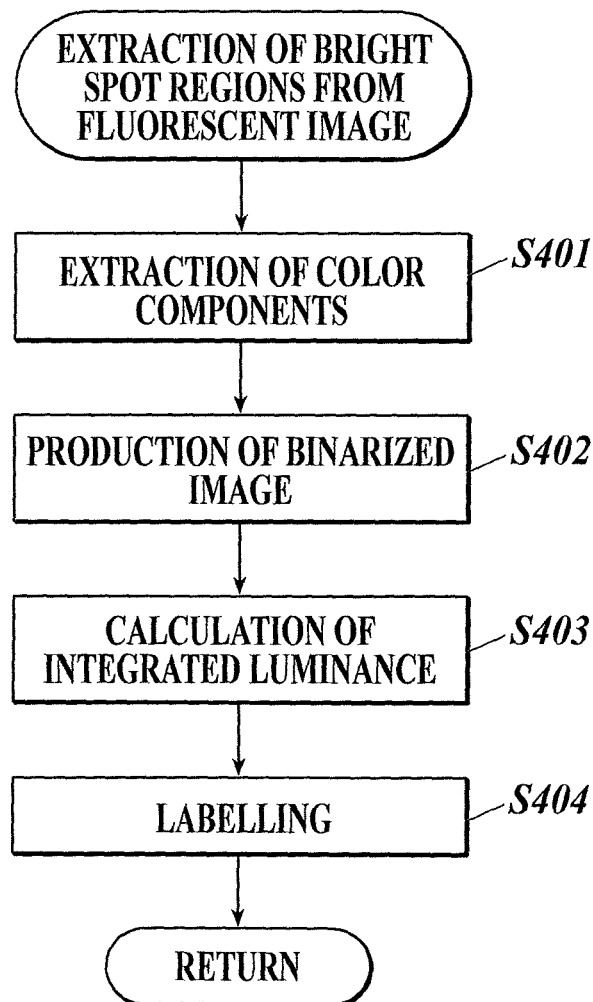 EXTRACTION OF BRIGHT
SPOT REGIONS FROM
FLUORESCENT IMAGE
EXTRACTION OF COLOR
COMPONENTS
S401
PRODUCTION OF BINARIZED
IMAGE
S402
CALCULATION OF
INTEGRATED LUMINANCE
S403
LABELLING
S404
RETURN